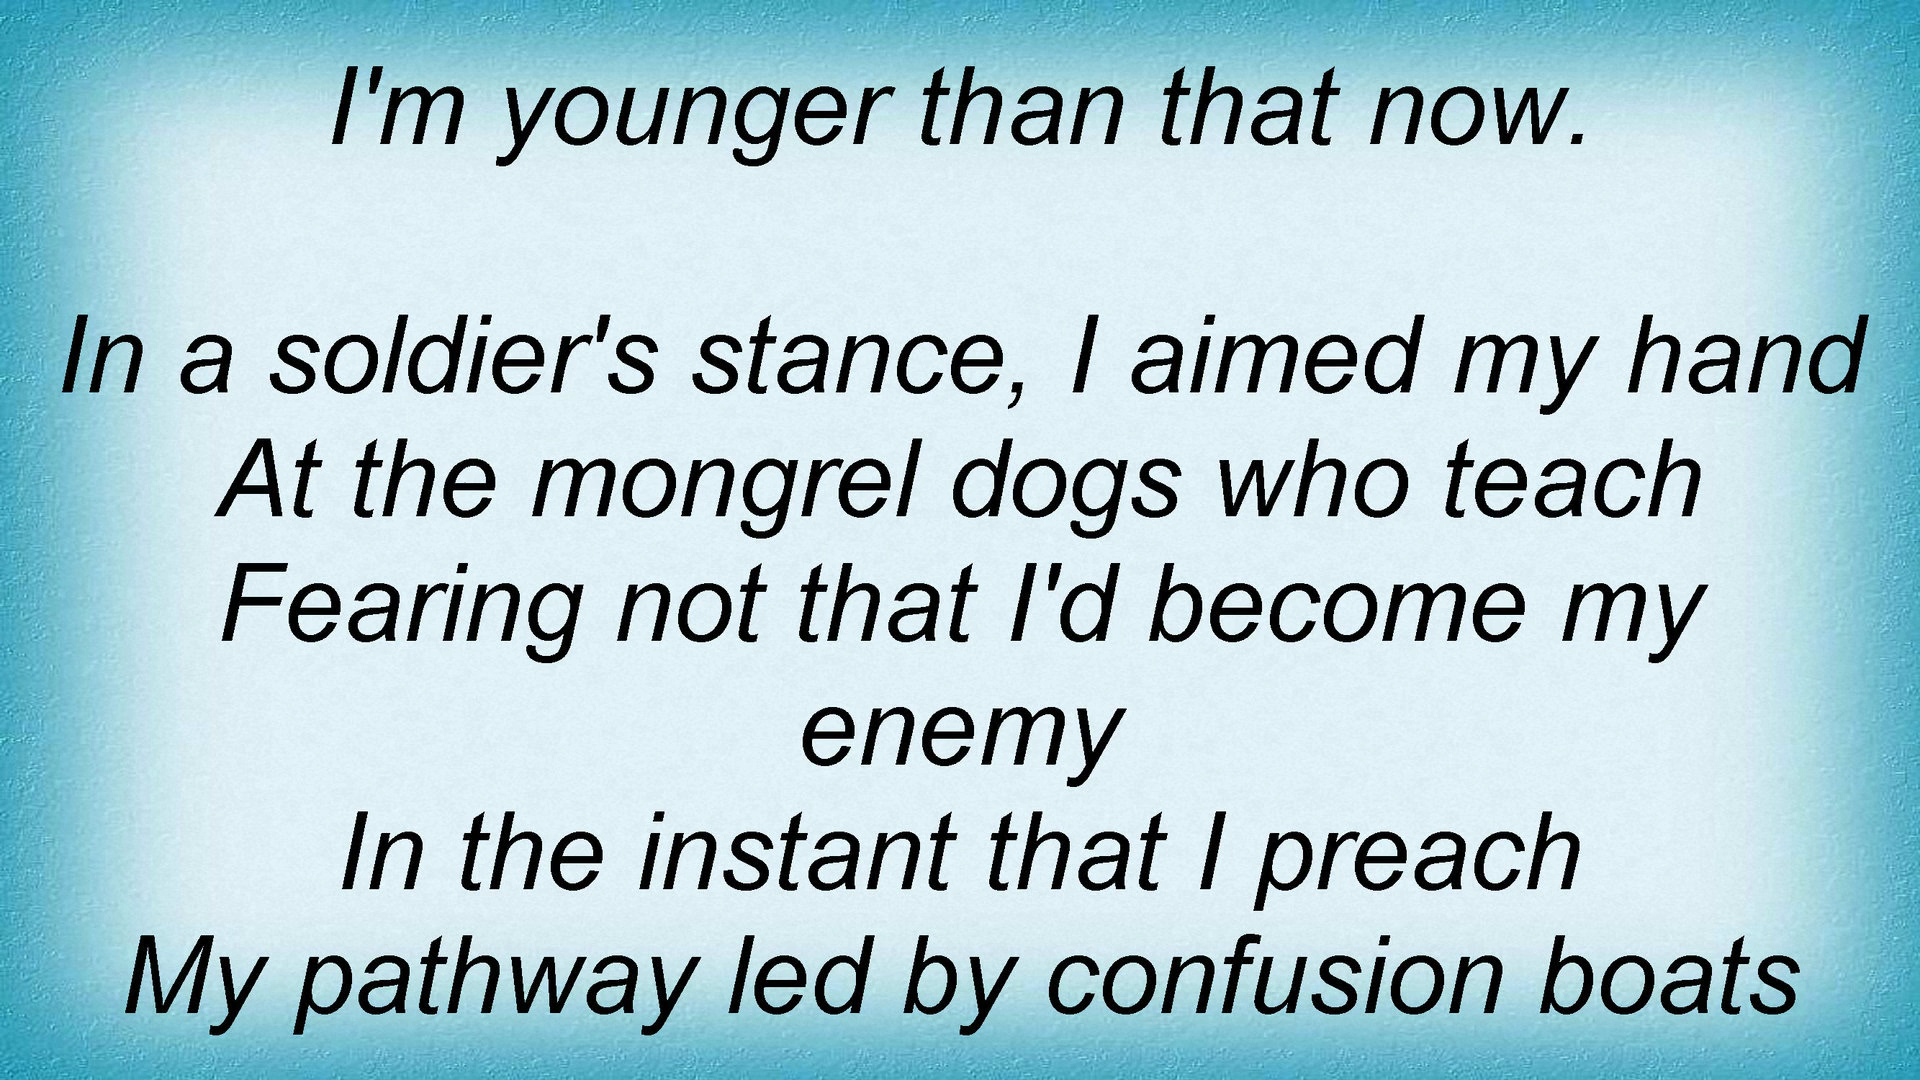 I'm younger than that now.
In a soldier's stance, I aimed my hand
At the mongrel dogs who teach
Fearing not that I'd become my
enemy
In the instant that I preach
My pathway led by confusion boats